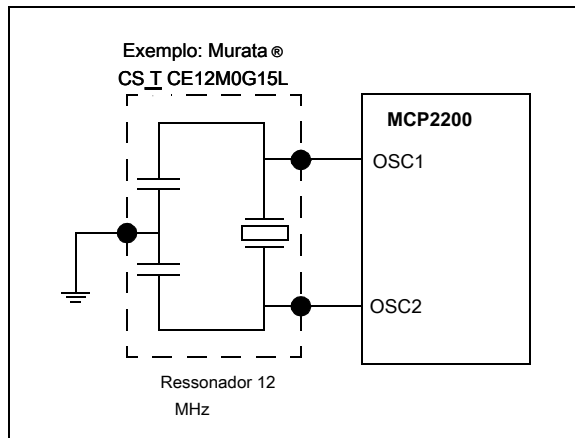 Exemplo: Murata ®
CS T CE12M0G15L
MCP2200
OSC1
OSC2
Ressonador 12
MHz